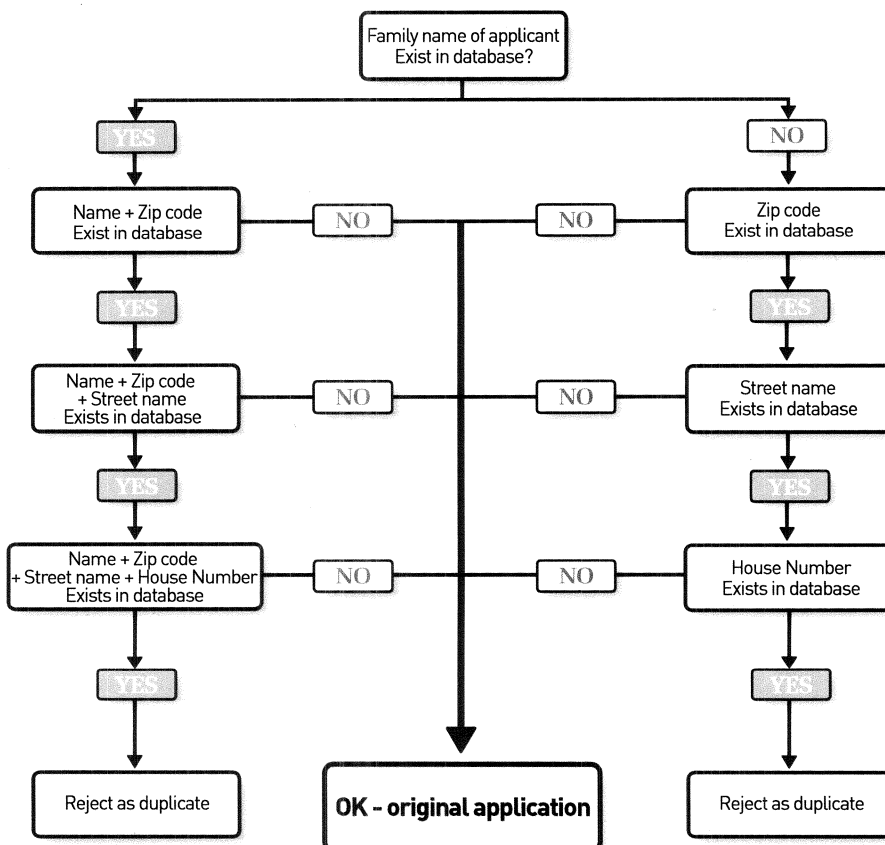 Family name of applicant
Exist in database?
YES
NO
Name + Zip code
Exist in database
NO
NO
Zip code
Exist in database
YES
YES
Name + Zip code
+ Street name
Exists in database
NO
NO
Street name
Exists in database
YES
YES
Name + Zip code
+ Street name + House Number
Exists in database
NO
NO
House Number
Exists in database
YES
YES
Reject as duplicate
OK - original application
Reject as duplicate